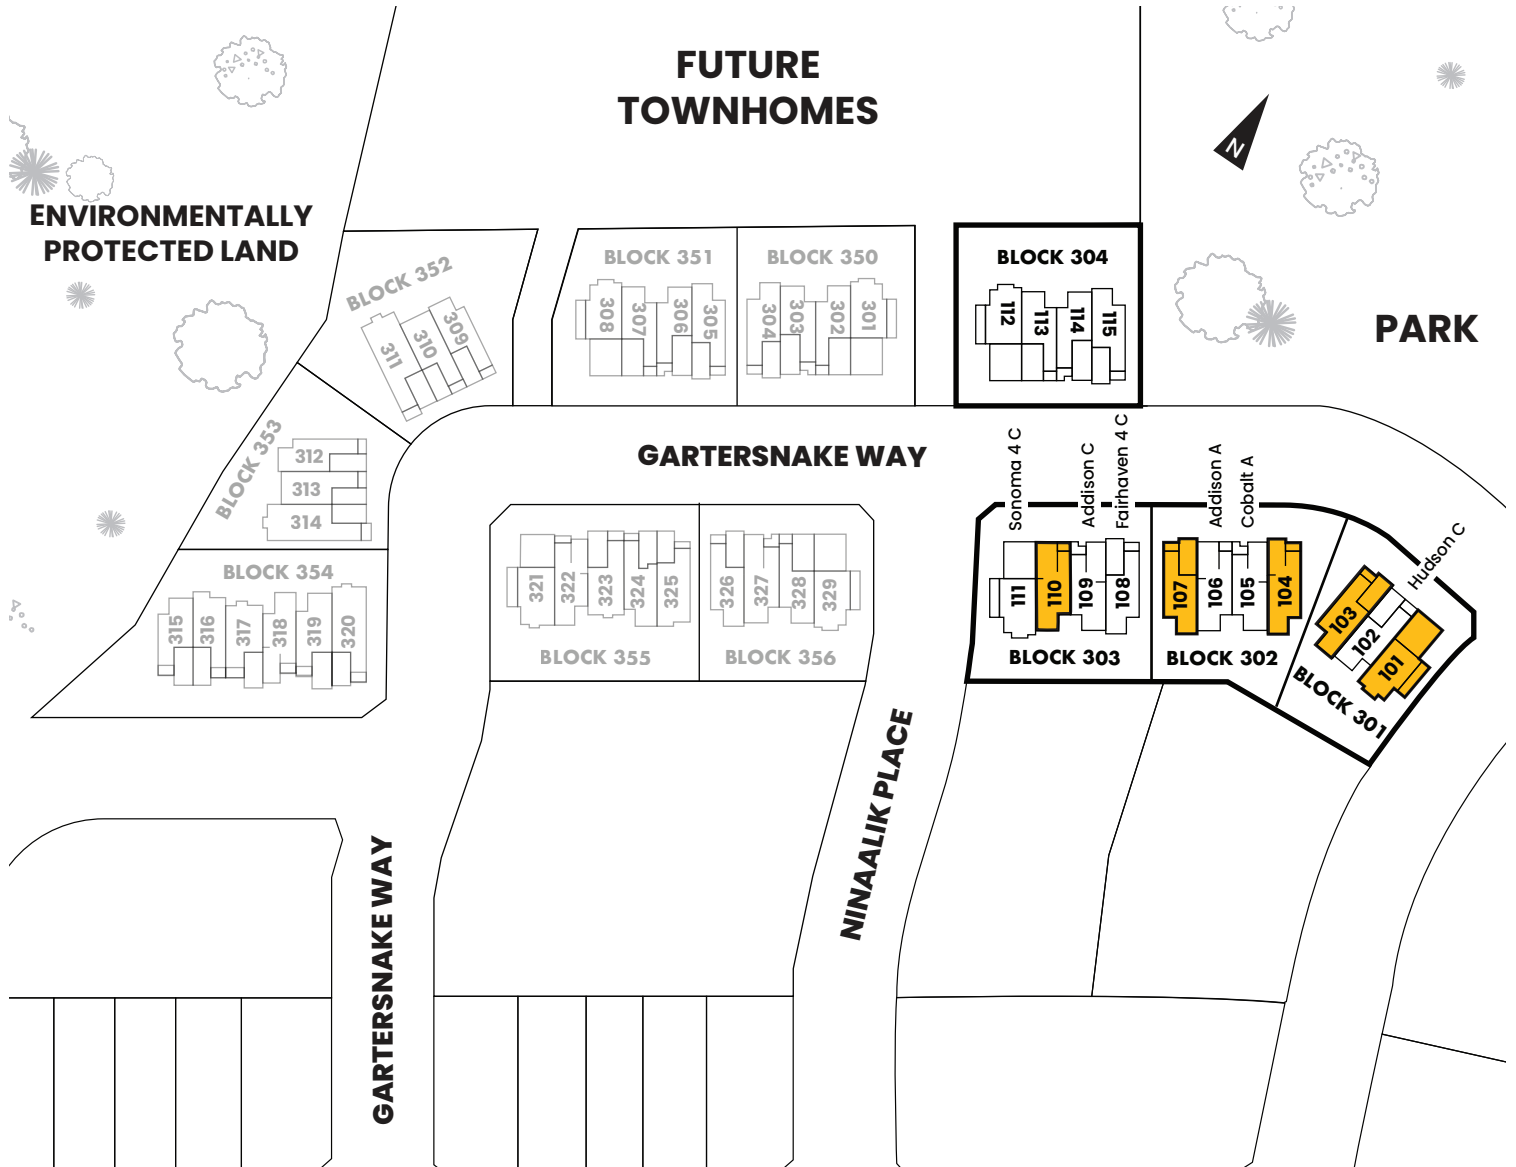 FUTURE
TOWNHOMES
N
ENVIRONMENTALLY
PROTECTED LAND
PARK
BLOCK 352
311
310
309
BLOCK 351
308
307
306
305
BLOCK 350
304
303
302
301
BLOCK 304
112
113
114
115
BLOCK 353
312
313
314
GARTERSNAKE WAY
Sonoma 4 C
Addison C
Fairhaven 4 C
Addison A
Cobalt A
Hudson C
BLOCK 354
315
316
317
318
319
320
321
322
323
324
325
BLOCK 355
326
327
328
329
BLOCK 356
111
110
109
108
BLOCK 303
107
106
105
104
BLOCK 302
103
102
101
BLOCK 301
NINAALIK PLACE
GARTERSNAKE WAY